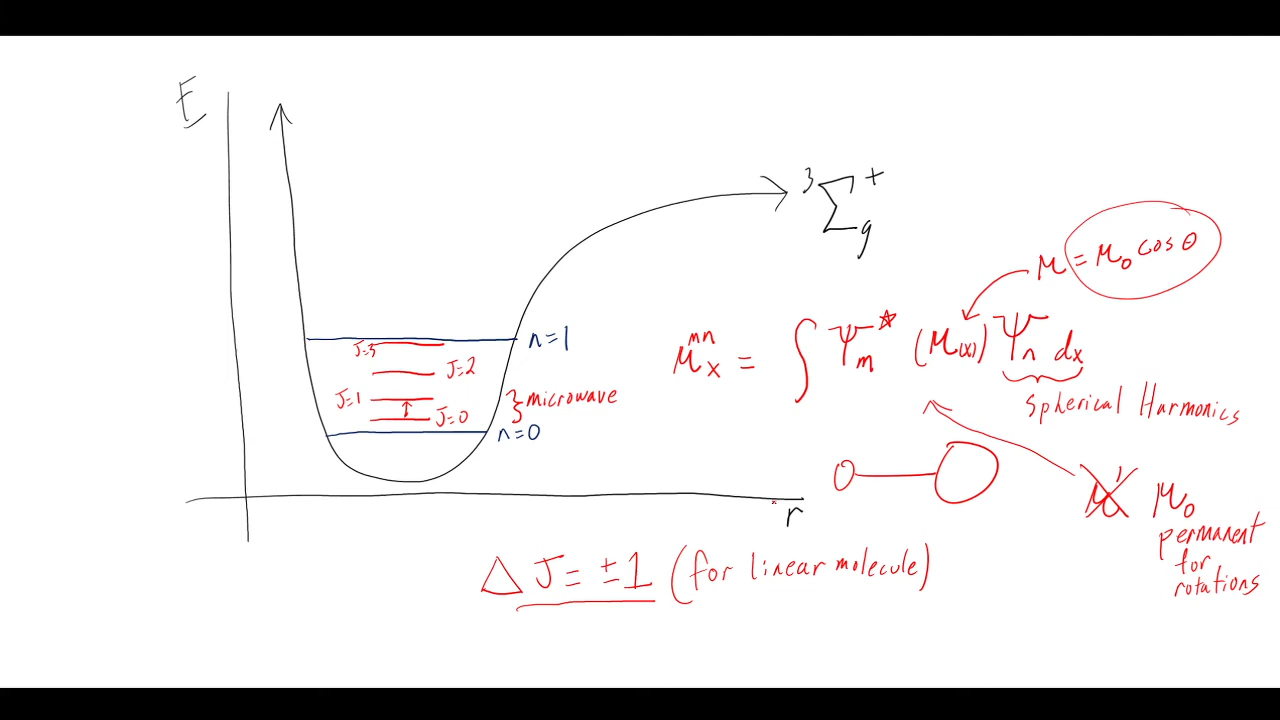 E
³Σg⁺
μ = μ₀ cos θ
n=1
J=3
J=2
J=1
J=0
} microwave
n=0
μₓᵐⁿ = ∫ Ψₘ* (μ(x)) Ψₙ dx
Spherical Harmonics
r
μ' μ₀
permanent
for
rotations
Δ J = ±1 (for linear molecule)